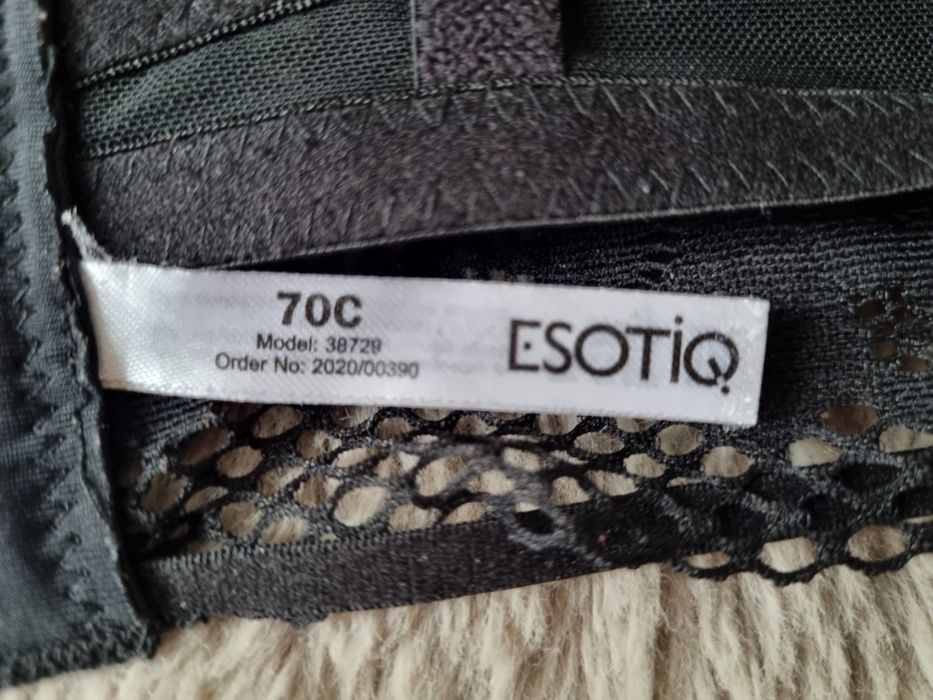 70C
Model: 38729
Order No: 2020/00390
ESOTiQ